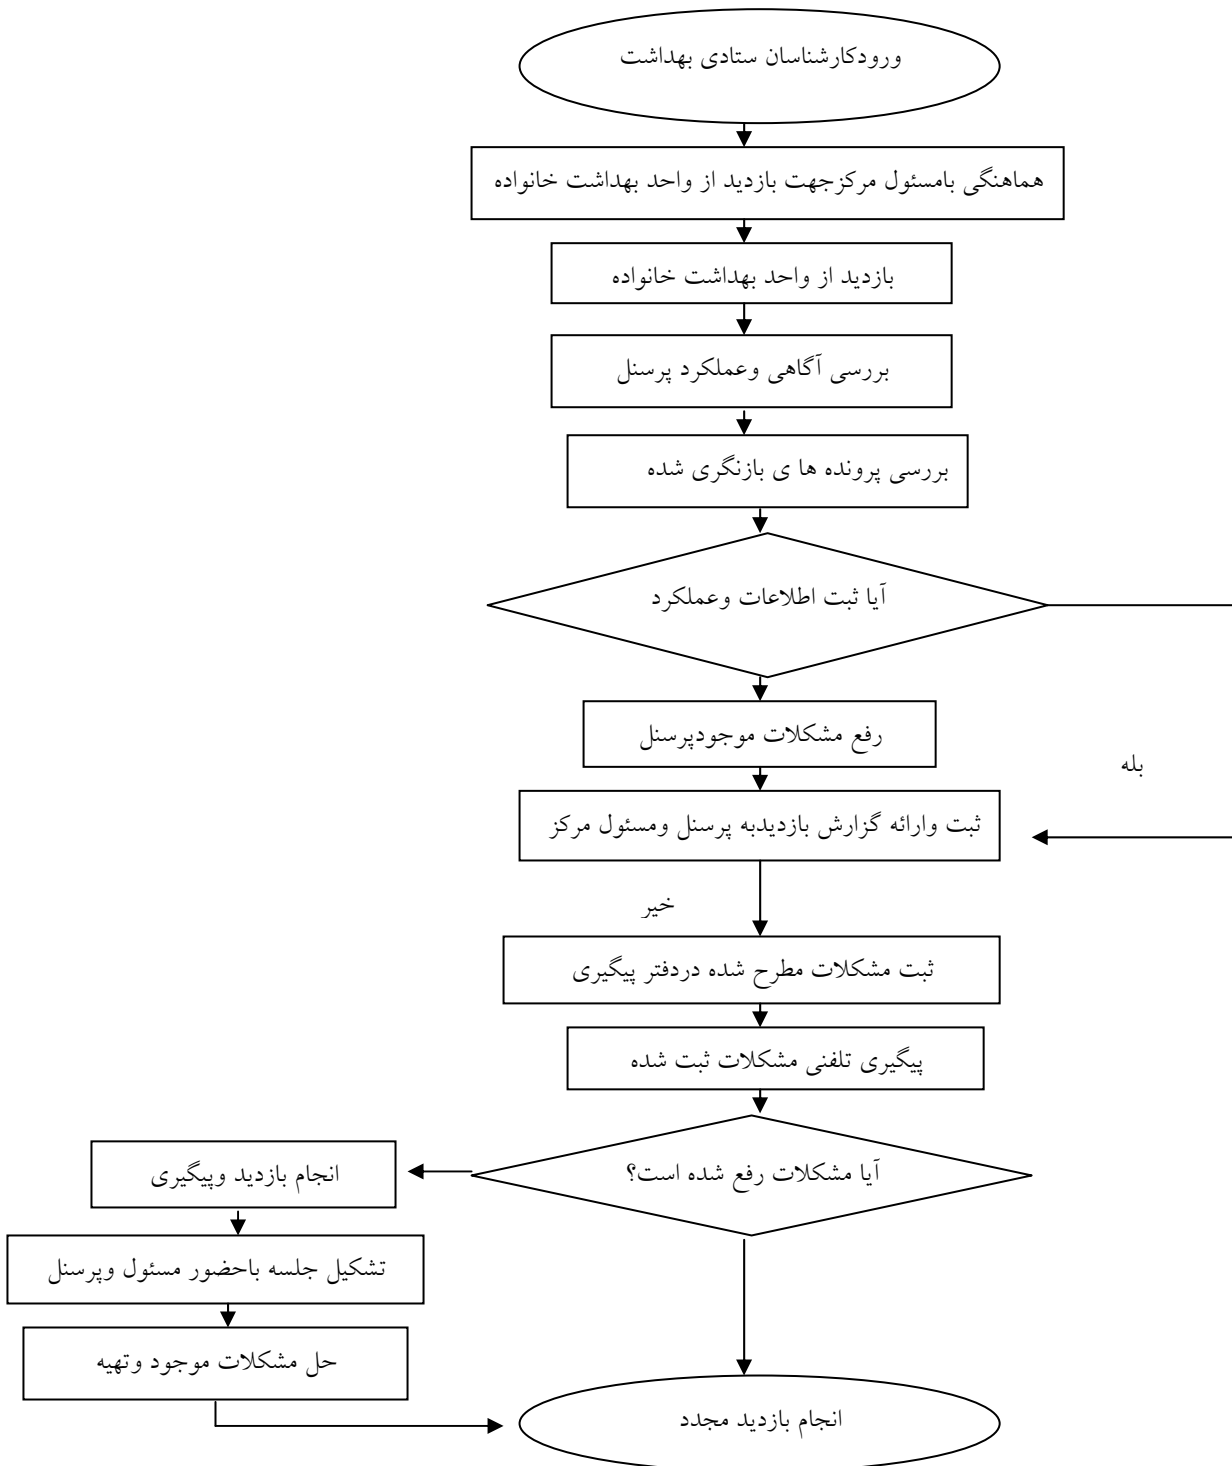 ورودکارشناسان ستادی بهداشت
هماهنگی بامسئول مرکزجهت بازدید از واحد بهداشت خانواده
بازدید از واحد بهداشت خانواده
بررسی آگاهی وعملکرد پرسنل
بررسی پرونده ها ی بازنگری شده
آیا ثبت اطلاعات وعملکرد
رفع مشکلات موجودپرسنل
بله
ثبت وارائه گزارش بازدیدبه پرسنل ومسئول مرکز
خیر
ثبت مشکلات مطرح شده دردفتر پیگیری
پیگیری تلفنی مشکلات ثبت شده
آیا مشکلات رفع شده است؟
انجام بازدید وپیگیری
تشکیل جلسه باحضور مسئول وپرسنل
حل مشکلات موجود وتهیه
انجام بازدید مجدد